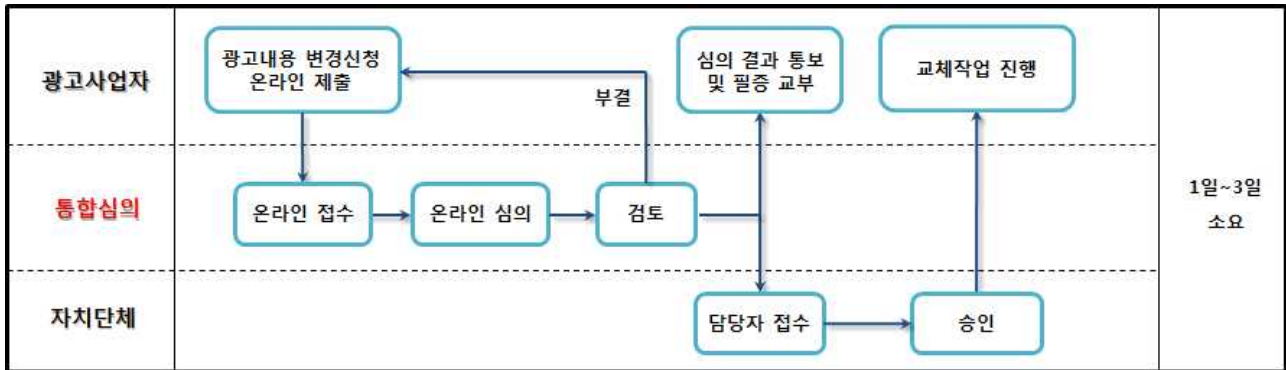 광고사업자
광고내용 변경신청
온라인 제출
부결
심의 결과 통보
및 필증 교부
교체작업 진행
통합심의
온라인 접수
온라인 심의
검토
자치단체
담당자 접수
승인
1일~3일
소요